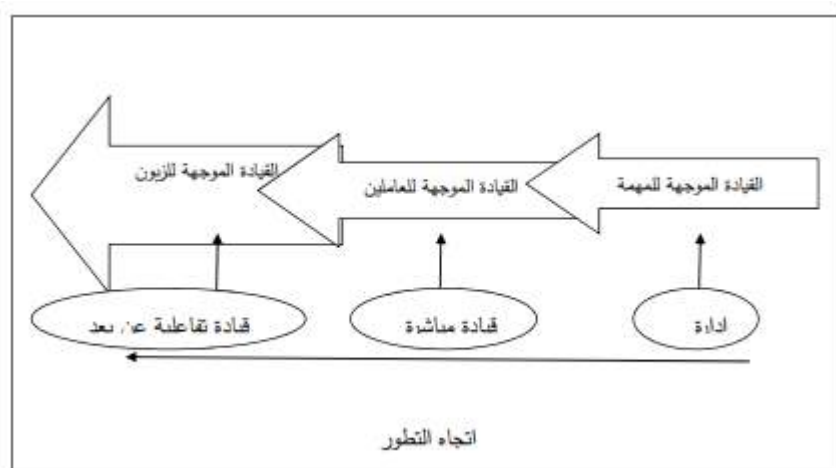 القيادة الموجهة للمهمة
القيادة الموجهة للعاملين
القيادة الموجهة للزبون
ادارة
قيادة مباشرة
قيادة تفاعلية عن بعد
اتجاه التطور